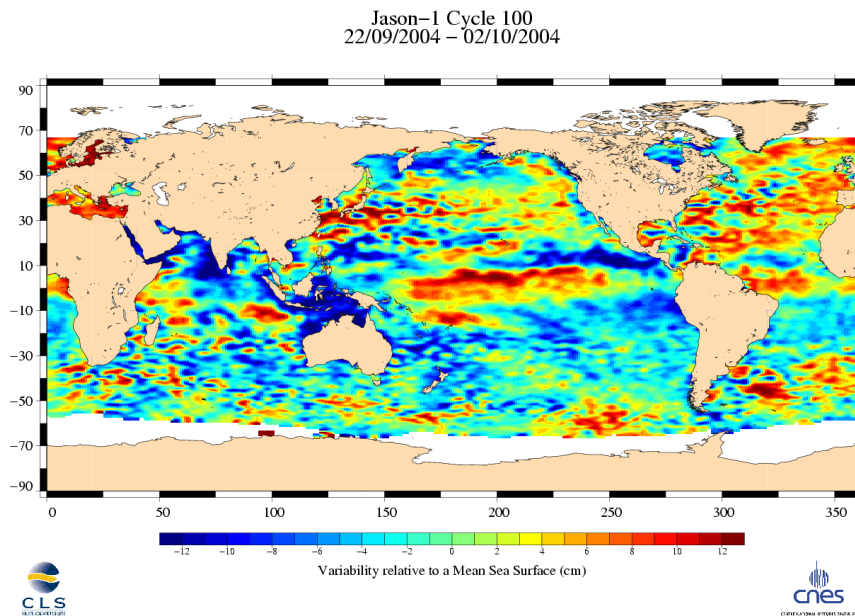 Jason−1 Cycle 100
22/09/2004 − 02/10/2004
90
70
50
30
10
−10
−30
−50
−70
−90
0 50 100 150 200 250 300 350
−12 −10 −8 −6 −4 −2 0 2 4 6 8 10 12
Variability relative to a Mean Sea Surface (cm)
CLS
cnes